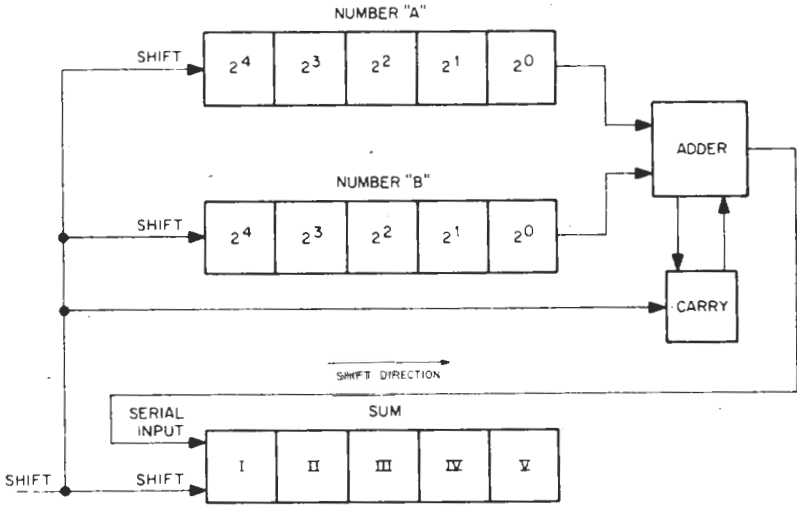 NUMBER "A"
SHIFT
2⁴ 2³ 2² 2¹ 2⁰
ADDER
NUMBER "B"
SHIFT
2⁴ 2³ 2² 2¹ 2⁰
CARRY
SHIFT DIRECTION
SERIAL
INPUT
SUM
I II III IV V
SHIFT
SHIFT